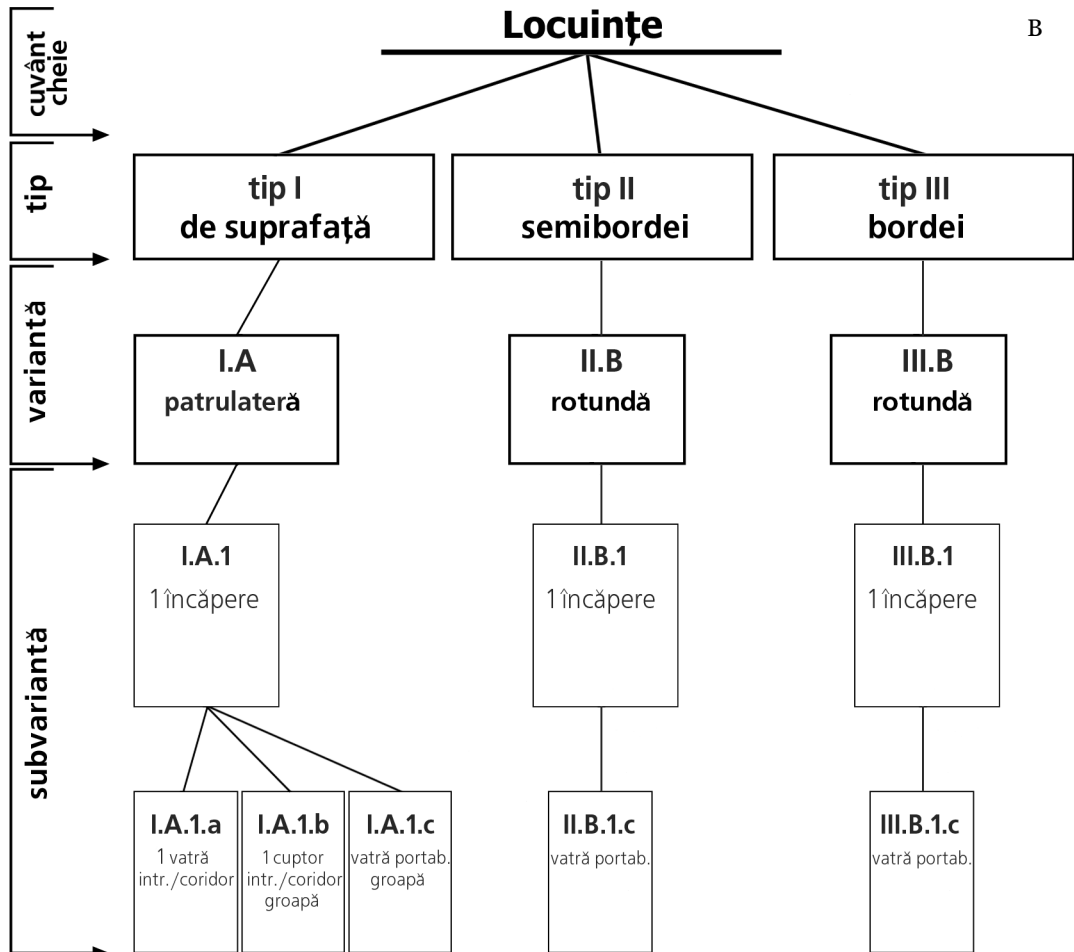 Locuințe
B
cuvânt
cheie
tip
tip I
de suprafață
tip II
semibordei
tip III
bordei
variantă
I.A
patrulateră
II.B
rotundă
III.B
rotundă
subvariantă
I.A.1
1 încăpere
II.B.1
1 încăpere
III.B.1
1 încăpere
I.A.1.a
1 vatră
intr./coridor
I.A.1.b
1 cuptor
intr./coridor
groapă
I.A.1.c
vatră portab.
groapă
II.B.1.c
vatră portab.
III.B.1.c
vatră portab.